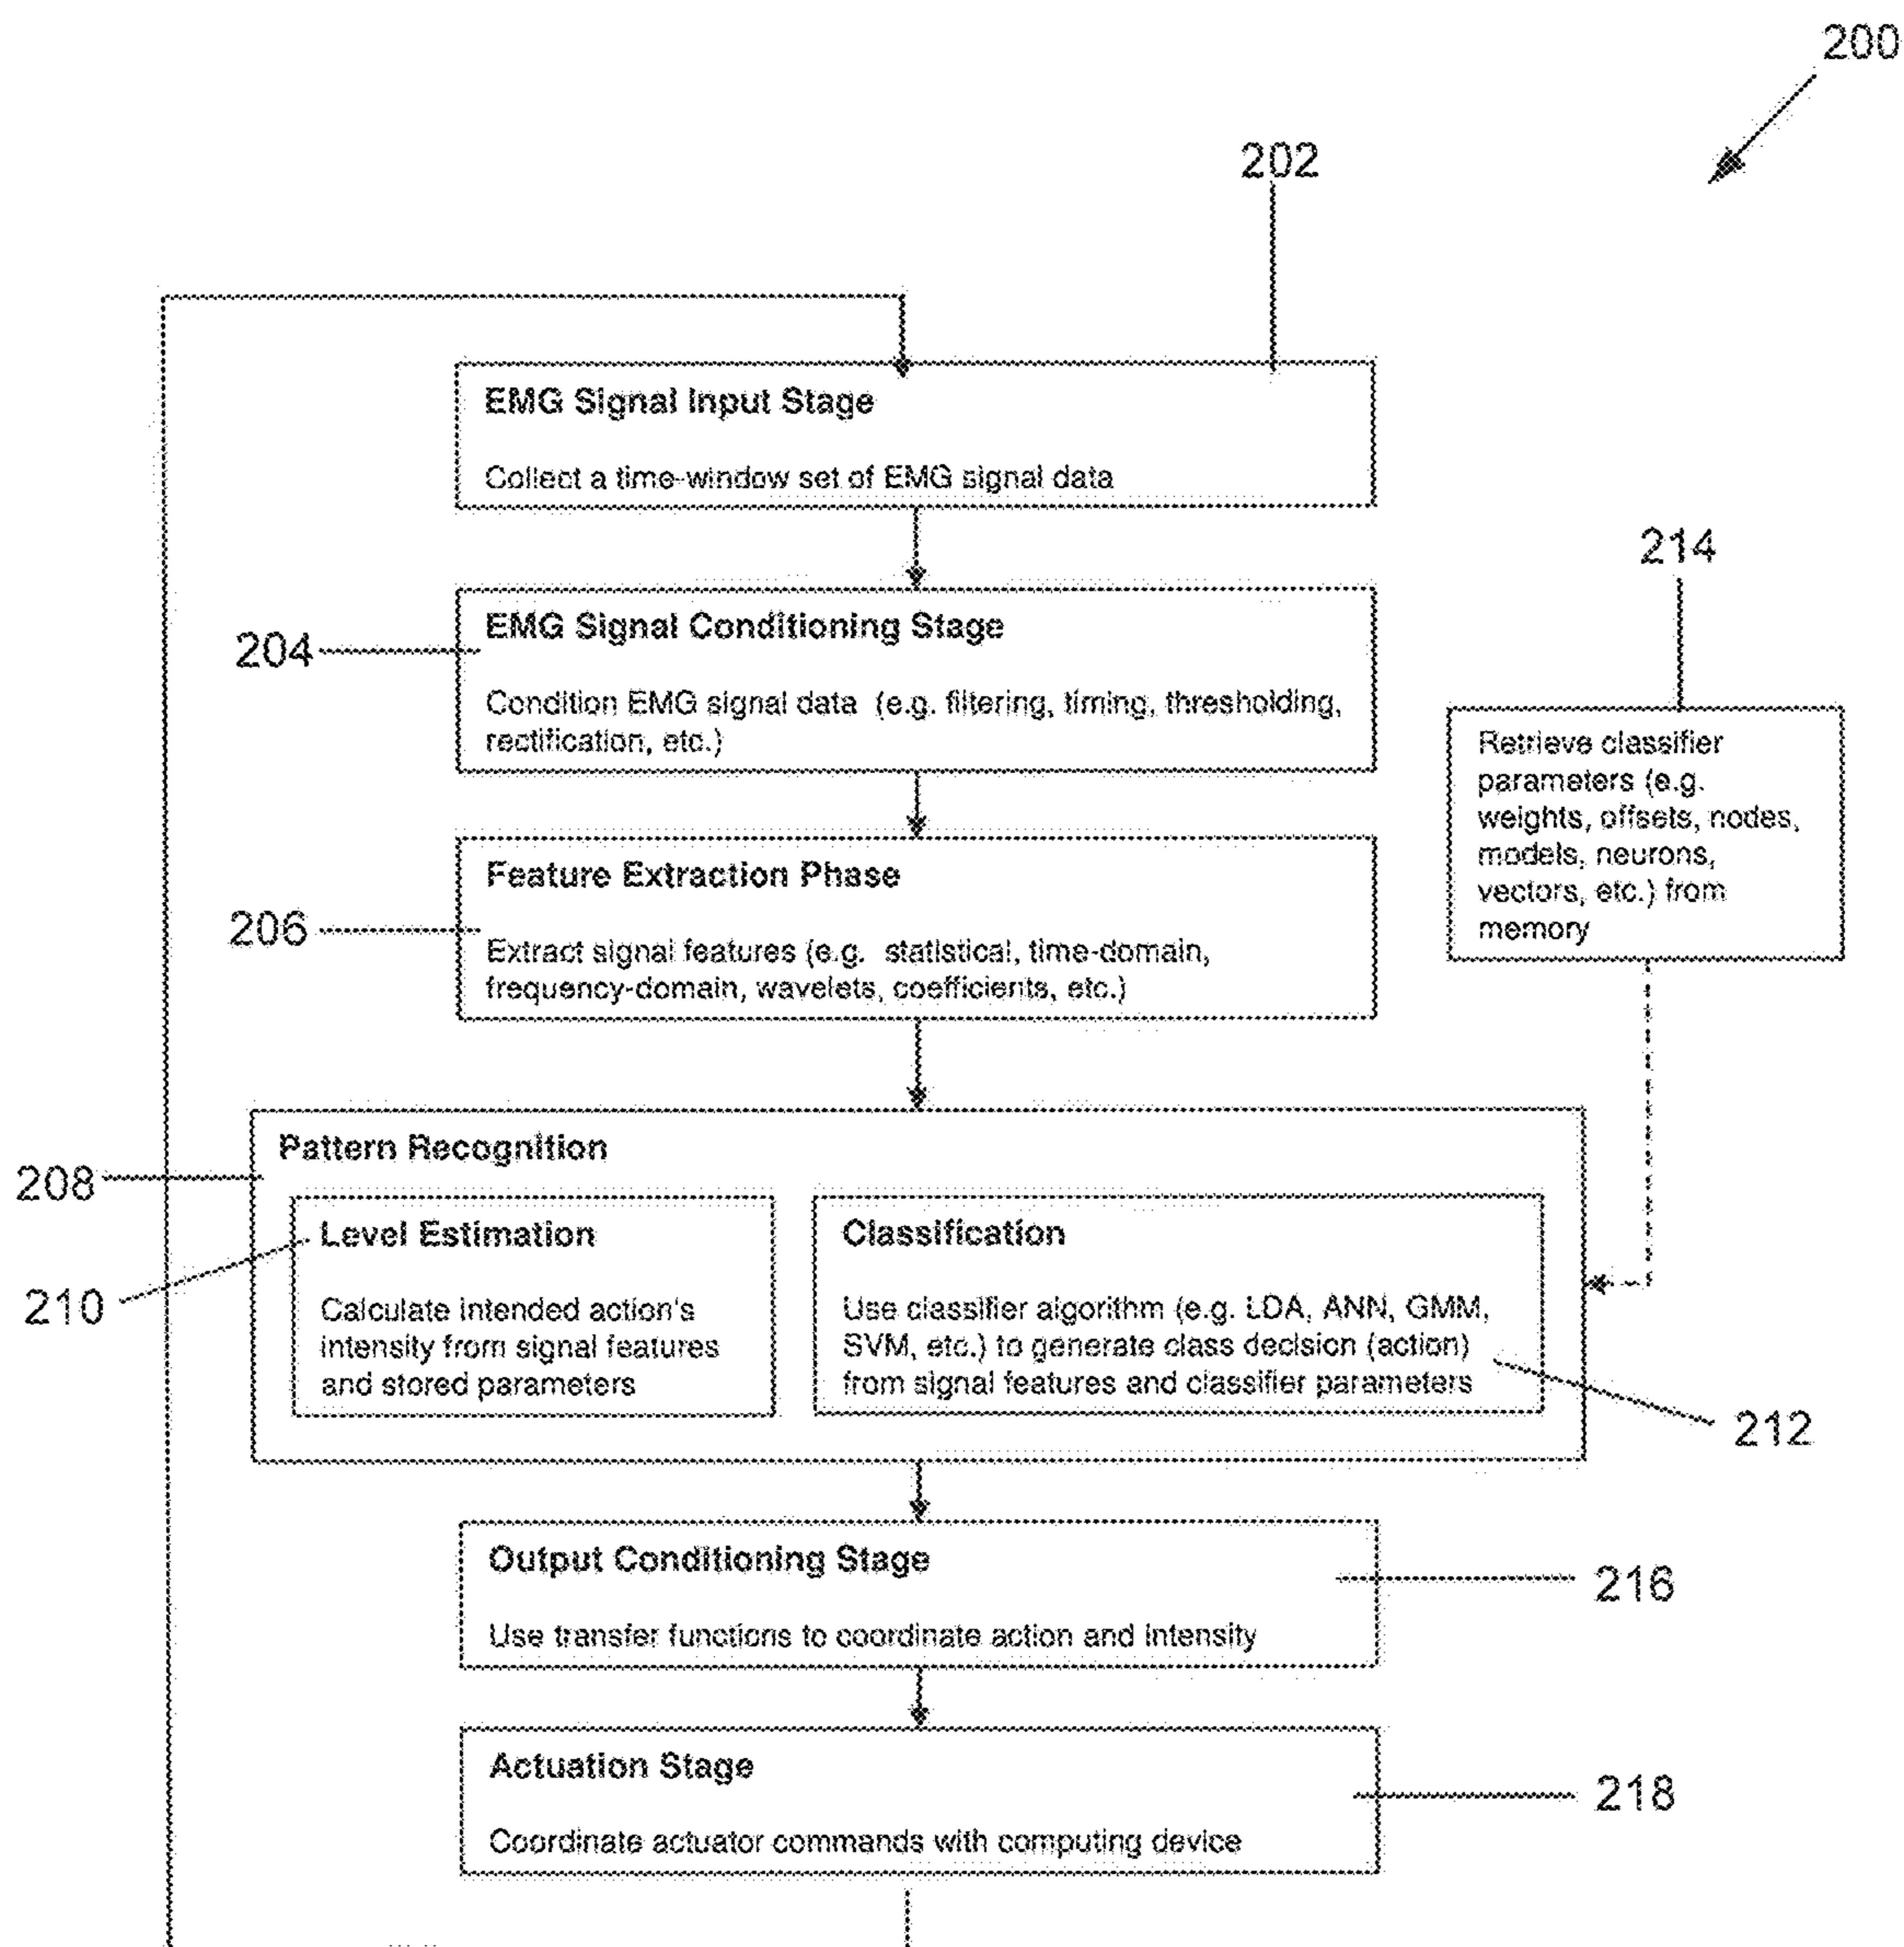 200
202
EMG Signal Input Stage
Collect a time-window set of EMG signal data
214
204
EMG Signal Conditioning Stage
Condition EMG signal data (e.g. filtering, timing, thresholding,
rectification, etc.)
Retrieve classifier
parameters (e.g.
weights, offsets, nodes,
models, neurons,
vectors, etc.) from
memory
206
Feature Extraction Phase
Extract signal features (e.g. statistical, time-domain,
frequency-domain, wavelets, coefficients, etc.)
208
Pattern Recognition
210
Level Estimation
Calculate intended action's
intensity from signal features
and stored parameters
Classification
Use classifier algorithm (e.g. LDA, ANN, GMM,
SVM, etc.) to generate class decision (action)
from signal features and classifier parameters
212
Output Conditioning Stage
Use transfer functions to coordinate action and intensity
216
Actuation Stage
Coordinate actuator commands with computing device
218